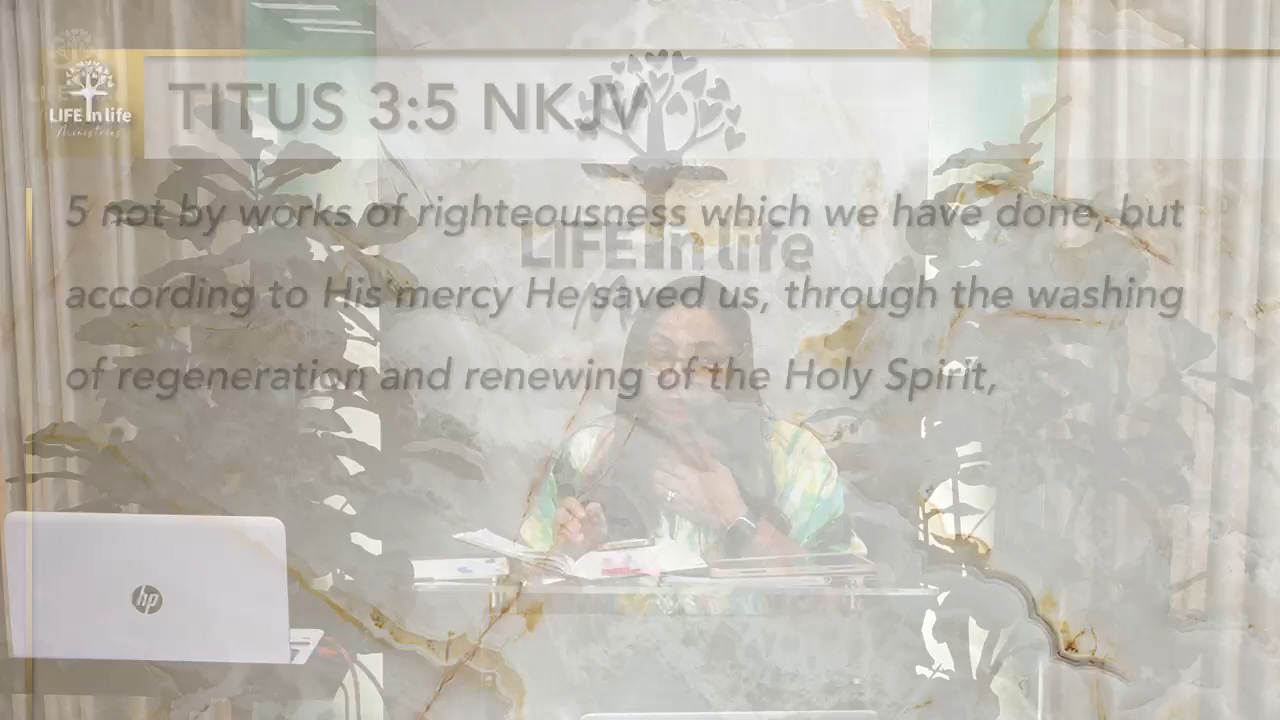 LIFE in life
Ministries
TITUS 3:5 NKJV
LIFE in life
5 not by works of righteousness which we have done, but
according to His mercy He saved us, through the washing
of regeneration and renewing of the Holy Spirit,
hp